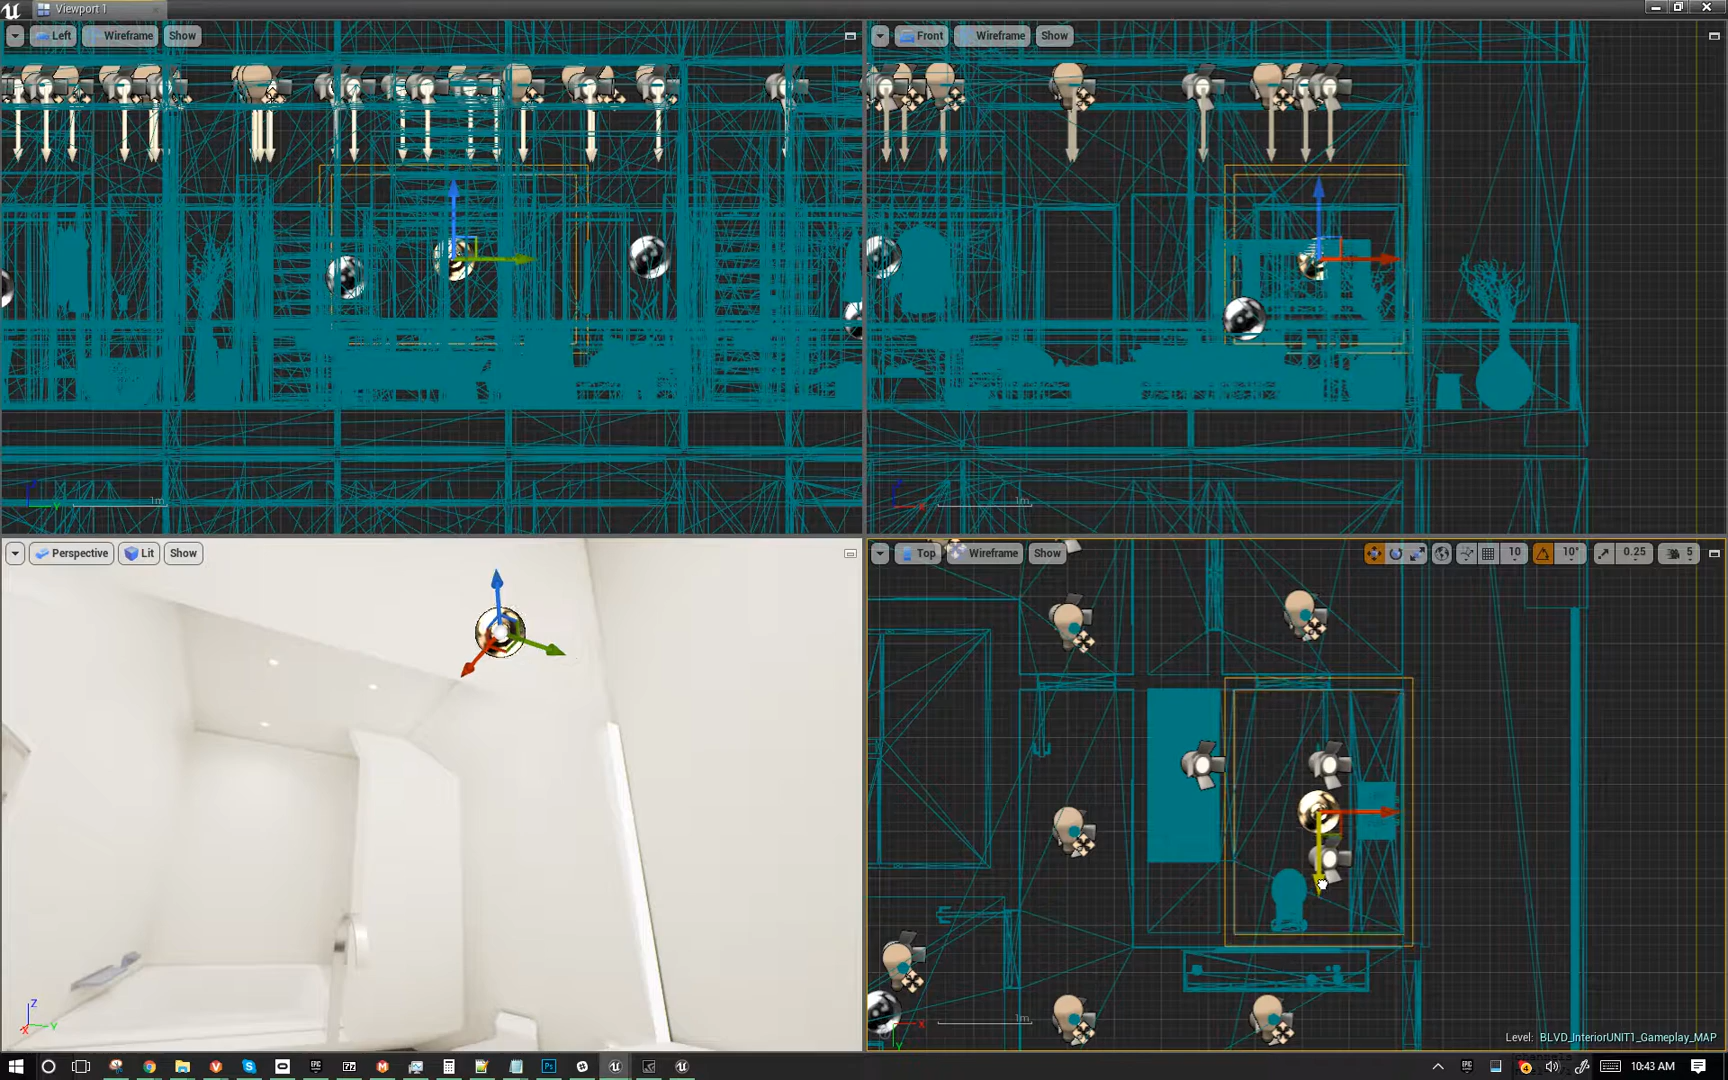 Viewport 1
Left Wireframe Show
Front Wireframe Show
1m
1m
Z
Y
X
Perspective Lit Show
Top Wireframe Show
10
10°
0.25
5
Z
Y
X
1m
X
Y
Level: BLVD_InteriorUNIT1_Gameplay_MAP
EPIC
10:43 AM